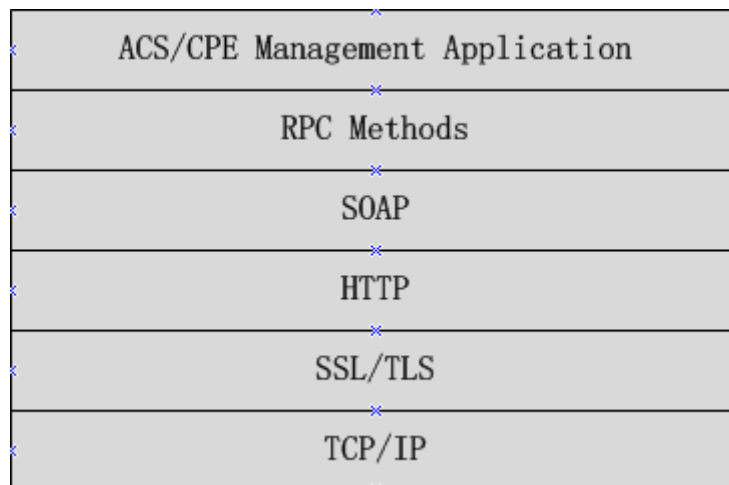 ACS/CPE Management Application
RPC Methods
SOAP
HTTP
SSL/TLS
TCP/IP